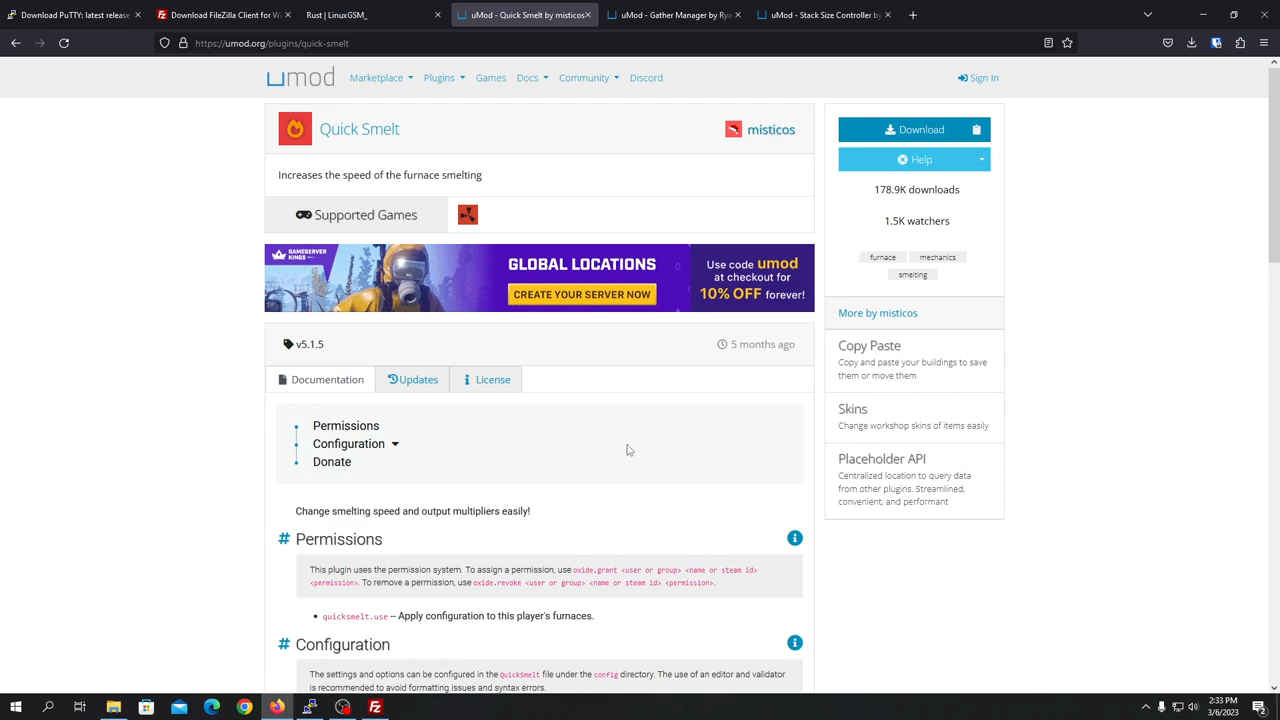 Download PuTTY: latest release
Download FileZilla Client for Wi
Rust | LinuxGSM_
uMod - Quick Smelt by misticos
uMod - Gather Manager by Rya
uMod - Stack Size Controller by
https://umod.org/plugins/quick-smelt
umod
Marketplace
Plugins
Games
Docs
Community
Discord
Sign In
Quick Smelt
misticos
Increases the speed of the furnace smelting
Supported Games
GAMESERVER
KINGS
GLOBAL LOCATIONS
CREATE YOUR SERVER NOW
Use code umod
at checkout for
10% OFF forever!
v5.1.5
5 months ago
Documentation
Updates
License
Permissions
Configuration
Donate
Change smelting speed and output multipliers easily!
# Permissions
This plugin uses the permission system. To assign a permission, use oxide.grant <user or group> <name or steam id>
<permission>. To remove a permission, use oxide.revoke <user or group> <name or steam id> <permission>.
• quicksmelt.use -- Apply configuration to this player's furnaces.
# Configuration
The settings and options can be configured in the QuickSmelt file under the config directory. The use of an editor and validator
is recommended to avoid formatting issues and syntax errors.
Download
Help
178.9K downloads
1.5K watchers
furnace
mechanics
smelting
More by misticos
Copy Paste
Copy and paste your buildings to save
them or move them
Skins
Change workshop skins of items easily
Placeholder API
Centralized location to query data
from other plugins. Streamlined,
convenient, and performant
2:33 PM
3/6/2023
2